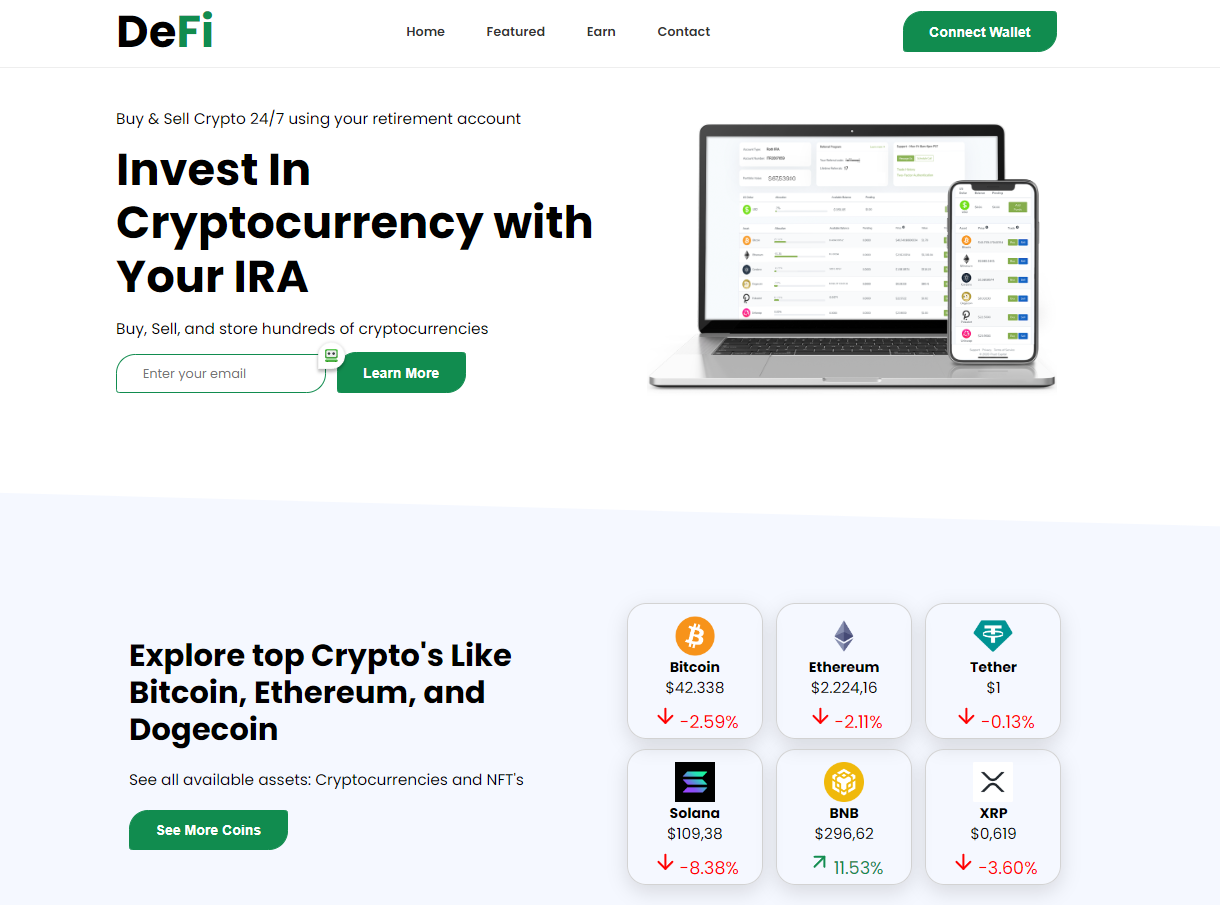 DeFi
Home Featured Earn Contact
Connect Wallet
Buy & Sell Crypto 24/7 using your retirement account
Invest In
Cryptocurrency with
Your IRA
Buy, Sell, and store hundreds of cryptocurrencies
Enter your email
Learn More
Explore top Crypto's Like
Bitcoin, Ethereum, and
Dogecoin
See all available assets: Cryptocurrencies and NFT's
See More Coins
Bitcoin
$42.338
-2.59%
Ethereum
$2.224,16
-2.11%
Tether
$1
-0.13%
Solana
$109,38
-8.38%
BNB
$296,62
11.53%
XRP
$0,619
-3.60%